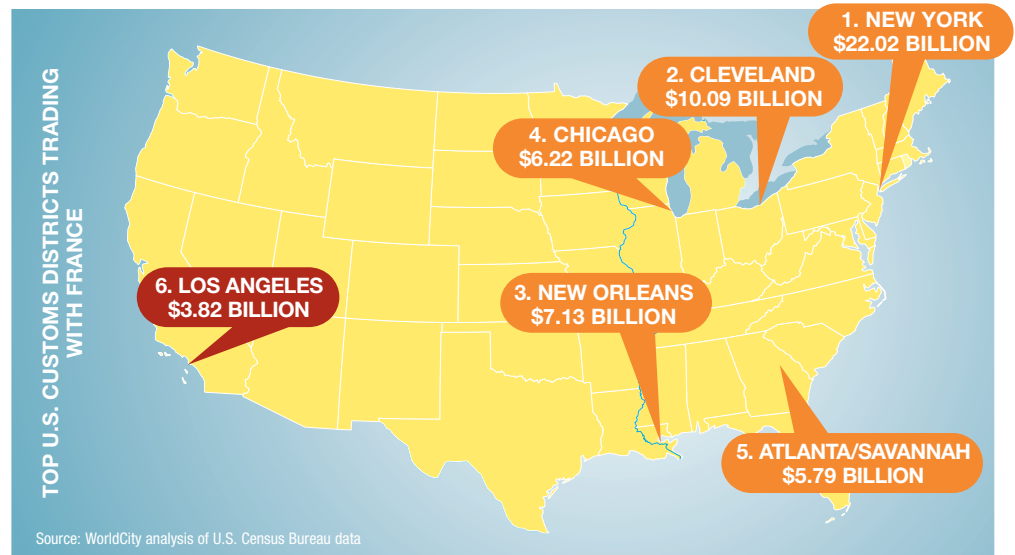 TOP U.S. CUSTOMS DISTRICTS TRADING
WITH FRANCE
1. NEW YORK
$22.02 BILLION
2. CLEVELAND
$10.09 BILLION
4. CHICAGO
$6.22 BILLION
6. LOS ANGELES
$3.82 BILLION
3. NEW ORLEANS
$7.13 BILLION
5. ATLANTA/SAVANNAH
$5.79 BILLION
Source: WorldCity analysis of U.S. Census Bureau data